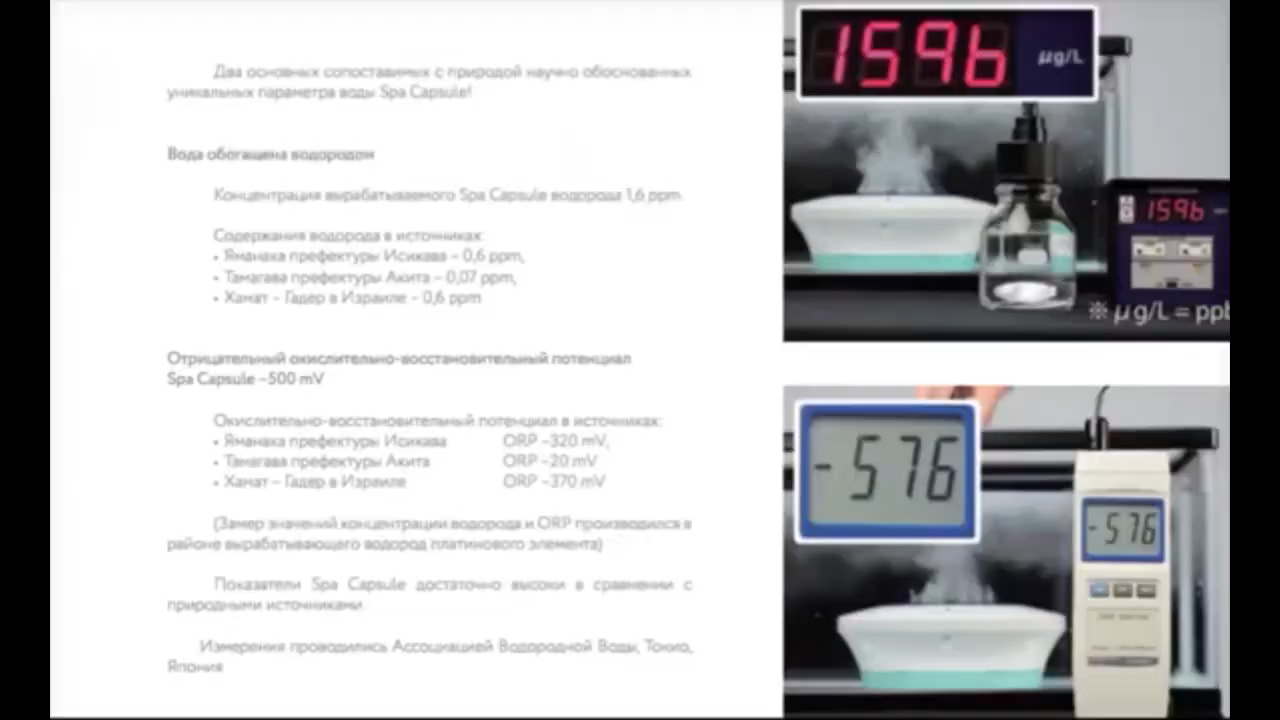 Два основных сопоставимых с природой научно обоснованных
уникальных параметра воды Spa Capsule!
Вода обогащена водородом
Концентрация вырабатываемого Spa Capsule водорода 1,6 ppm
Содержания водорода в источниках:
• Яманака префектуры Исикава – 0,6 ppm,
• Тамагава префектуры Акита – 0,07 ppm,
• Хамат – Гадер в Израиле – 0,6 ppm
Отрицательный окислительно-восстановительный потенциал
Spa Capsule –500 mV
Окислительно-восстановительный потенциал в источниках:
• Яманака префектуры Исикава ORP –320 mV,
• Тамагава префектуры Акита ORP –20 mV
• Хамат – Гадер в Израиле ORP –370 mV
(Замер значений концентрации водорода и ORP производился в
районе вырабатывающего водород платинового элемента)
Показатели Spa Capsule достаточно высоки в сравнении с
природными источниками.
Измерения проводились Ассоциацией Водородной Воды, Токио,
Япония
1596 µg/L
1596
※ µg/L = ppb
-576
-576